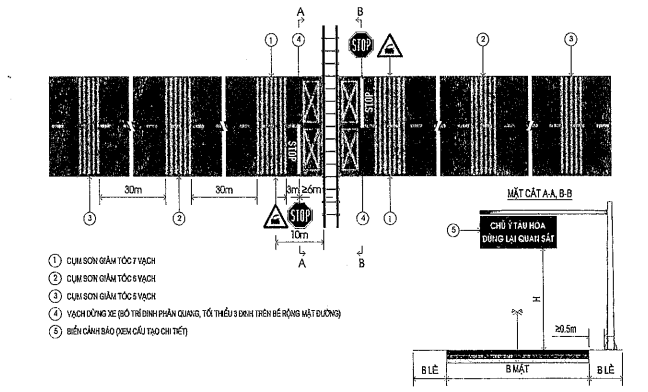 A
B
1
4
STOP
2
3
STOP
STOP
30m
30m
3m
≥6m
3
2
STOP
4
1
10m
A
B
MẶT CẮT A-A, B-B
5
CHÚ Ý TÀU HỎA
DỪNG LẠI QUAN SÁT
H
≥0.5m
B LỀ
B MẶT
B LỀ
1 CỤM SƠN GIẢM TỐC 7 VẠCH
2 CỤM SƠN GIẢM TỐC 6 VẠCH
3 CỤM SƠN GIẢM TỐC 5 VẠCH
4 VẠCH DỪNG XE (BỐ TRÍ ĐINH PHẢN QUANG, TỐI THIỂU 3 ĐINH TRÊN BỀ RỘNG MẶT ĐƯỜNG)
5 BIỂN CẢNH BÁO (XEM CẤU TẠO CHI TIẾT)